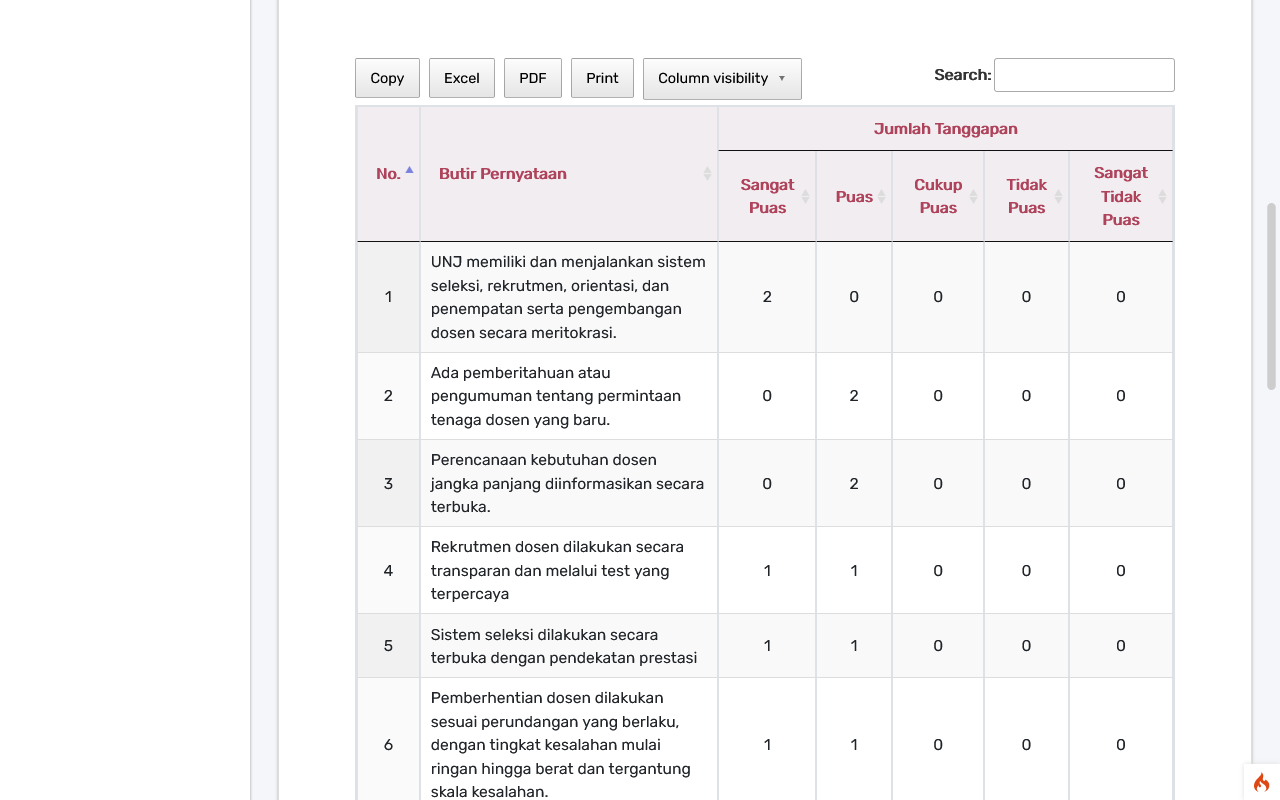 Copy Excel PDF Print Column visibility ▼ Search:
Jumlah Tanggapan
No. Butir Pernyataan
Sangat Puas Puas Cukup Puas Tidak Puas Sangat Tidak Puas
UNJ memiliki dan menjalankan sistem
seleksi, rekrutmen, orientasi, dan
1 2 0 0 0 0
penempatan serta pengembangan
dosen secara meritokrasi.
Ada pemberitahuan atau
2 pengumuman tentang permintaan 0 2 0 0 0
tenaga dosen yang baru.
Perencanaan kebutuhan dosen
3 jangka panjang diinformasikan secara 0 2 0 0 0
terbuka.
Rekrutmen dosen dilakukan secara
4 transparan dan melalui test yang 1 1 0 0 0
terpercaya
Sistem seleksi dilakukan secara
5 1 1 0 0 0
terbuka dengan pendekatan prestasi
Pemberhentian dosen dilakukan
sesuai perundangan yang berlaku,
6 dengan tingkat kesalahan mulai 1 1 0 0 0
ringan hingga berat dan tergantung
skala kesalahan.